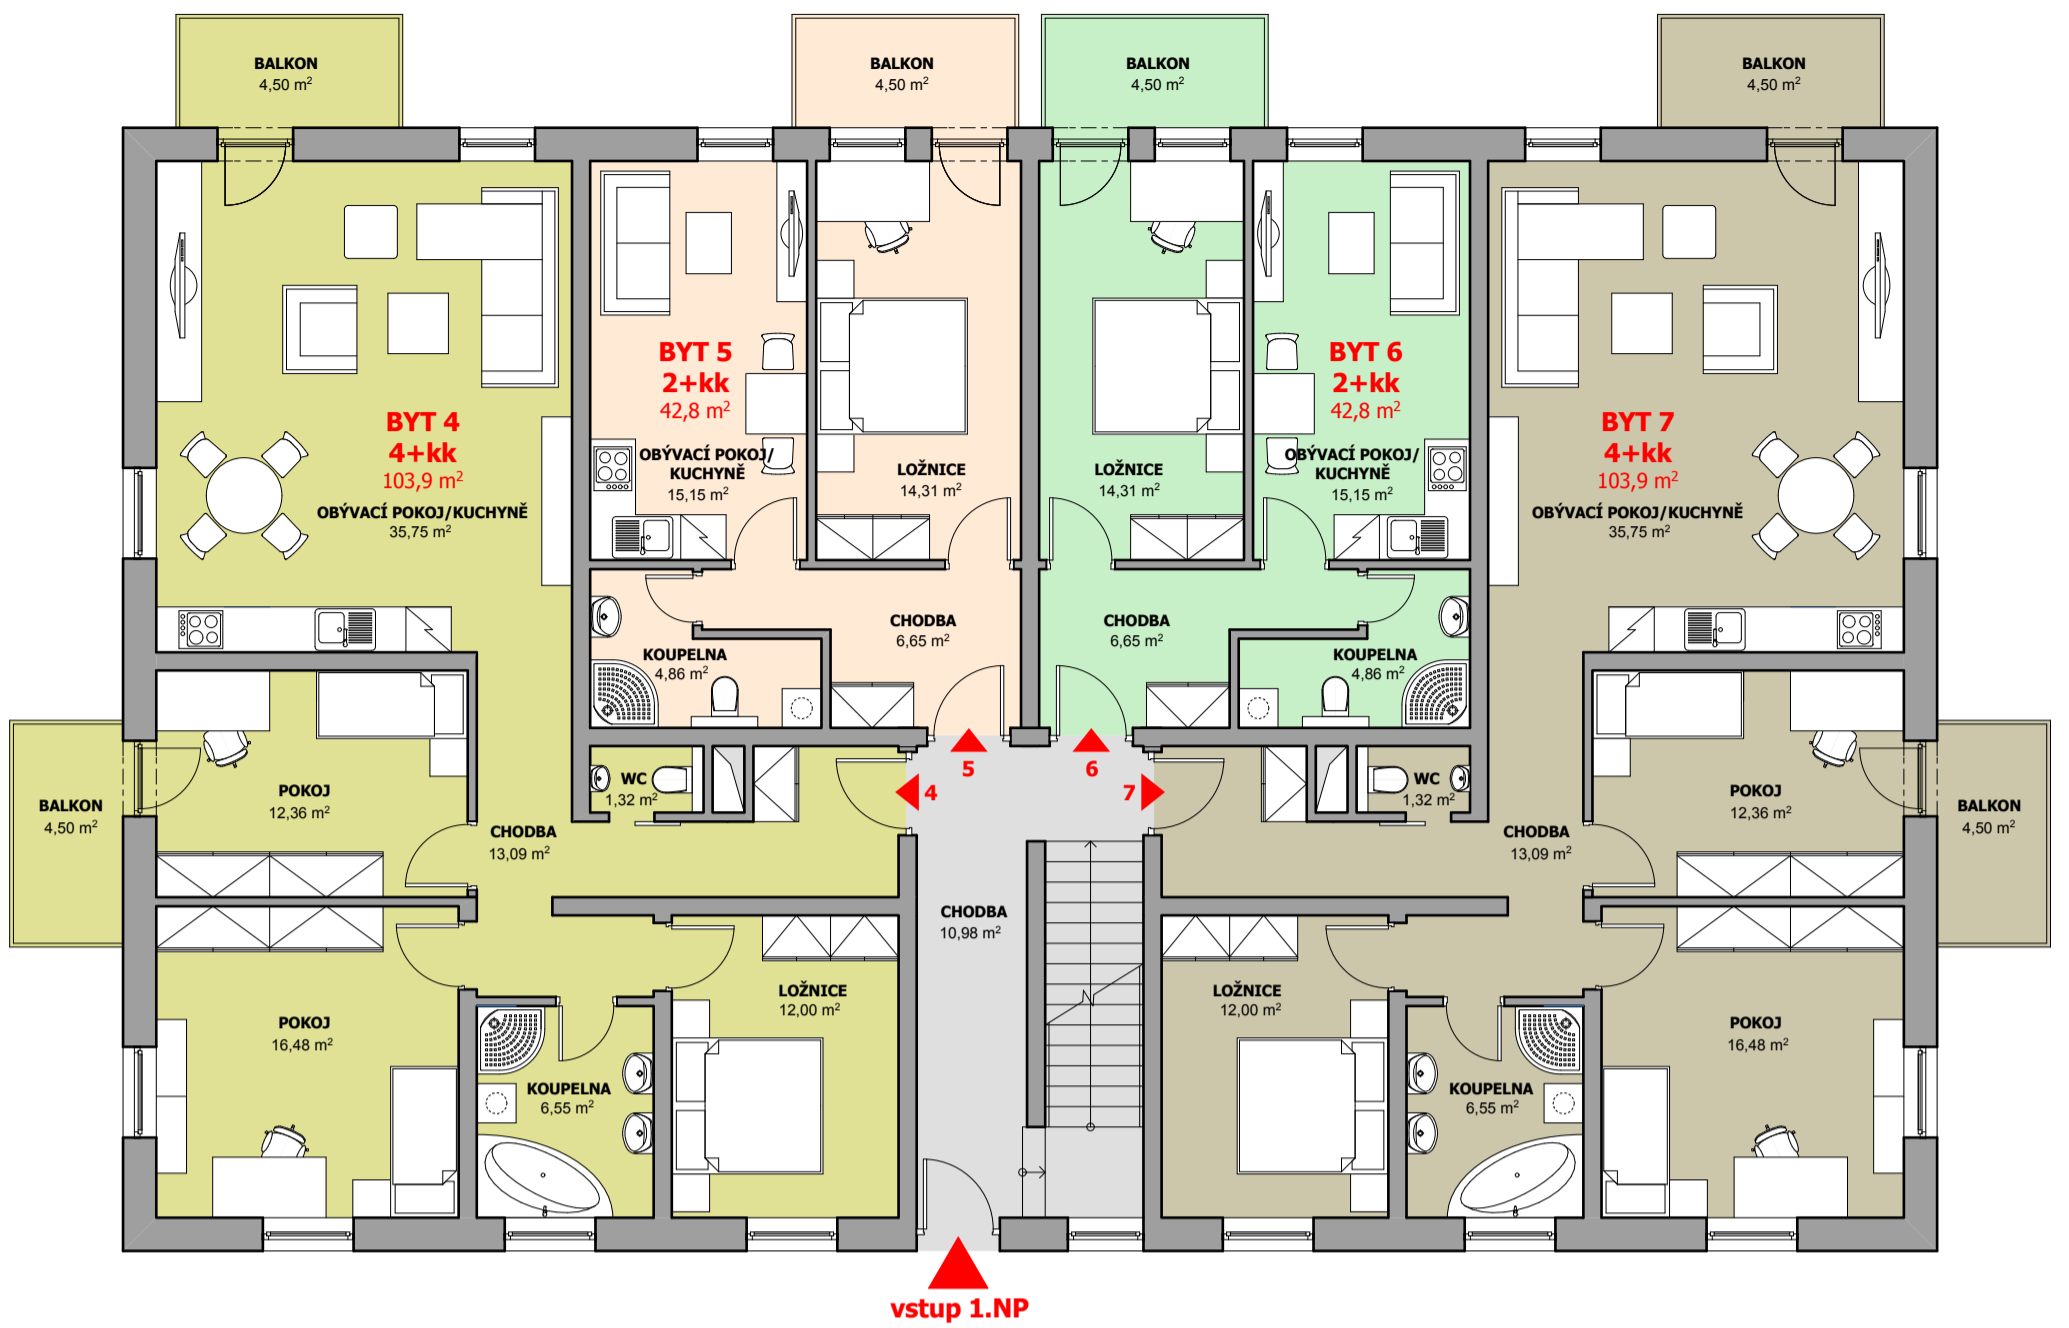 BALKON
4,50 m²
BALKON
4,50 m²
BALKON
4,50 m²
BALKON
4,50 m²
BYT 4
4+kk
103,9 m²
OBÝVACÍ POKOJ/KUCHYNĚ
35,75 m²
BYT 5
2+kk
42,8 m²
OBÝVACÍ POKOJ/
KUCHYNĚ
15,15 m²
LOŽNICE
14,31 m²
LOŽNICE
14,31 m²
BYT 6
2+kk
42,8 m²
OBÝVACÍ POKOJ/
KUCHYNĚ
15,15 m²
BYT 7
4+kk
103,9 m²
OBÝVACÍ POKOJ/KUCHYNĚ
35,75 m²
CHODBA
6,65 m²
CHODBA
6,65 m²
KOUPELNA
4,86 m²
KOUPELNA
4,86 m²
BALKON
4,50 m²
POKOJ
12,36 m²
WC
1,32 m²
5
6
4
7
WC
1,32 m²
POKOJ
12,36 m²
BALKON
4,50 m²
CHODBA
13,09 m²
CHODBA
13,09 m²
CHODBA
10,98 m²
POKOJ
16,48 m²
LOŽNICE
12,00 m²
LOŽNICE
12,00 m²
POKOJ
16,48 m²
KOUPELNA
6,55 m²
KOUPELNA
6,55 m²
vstup 1.NP